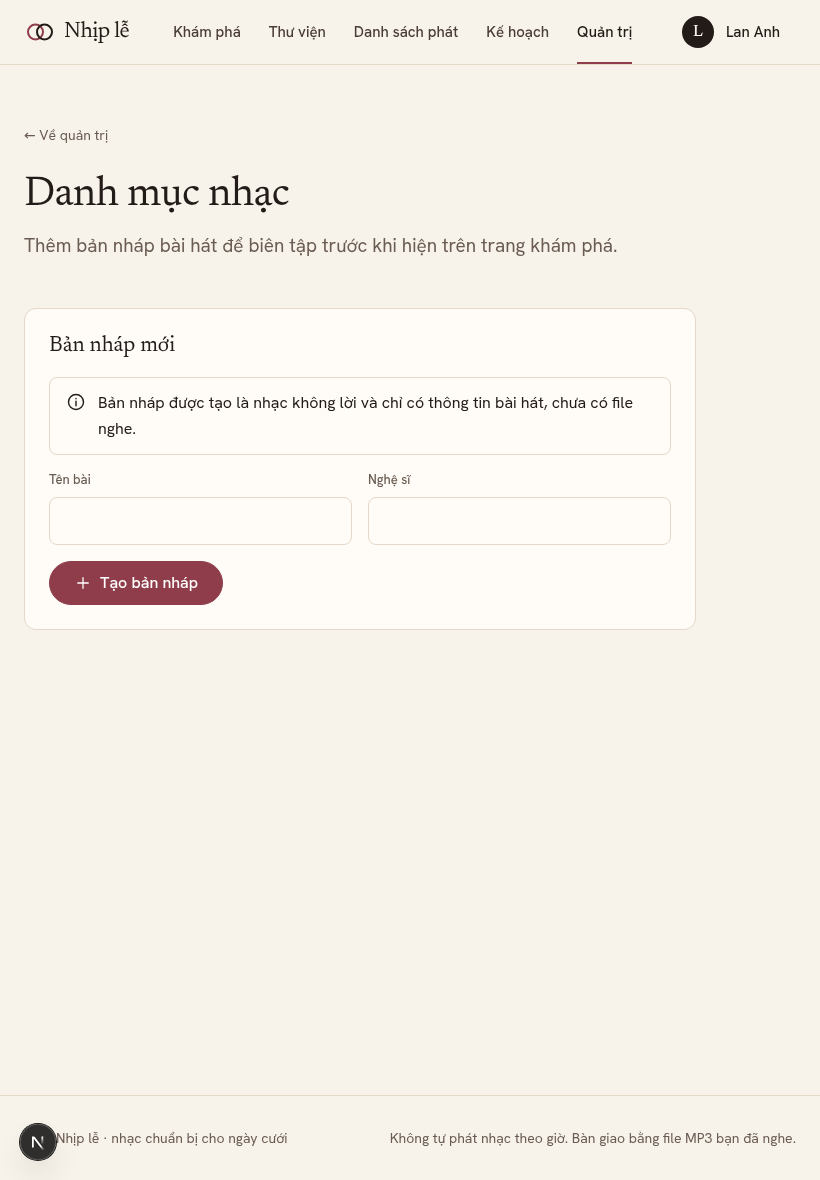 Nhịp lễ
Khám phá
Thư viện
Danh sách phát
Kế hoạch
Quản trị
L
Lan Anh
← Về quản trị
Danh mục nhạc
Thêm bản nháp bài hát để biên tập trước khi hiện trên trang khám phá.
Bản nháp mới
Bản nháp được tạo là nhạc không lời và chỉ có thông tin bài hát, chưa có file
nghe.
Tên bài
Nghệ sĩ
+ Tạo bản nháp
N
Nhịp lễ · nhạc chuẩn bị cho ngày cưới
Không tự phát nhạc theo giờ. Bàn giao bằng file MP3 bạn đã nghe.